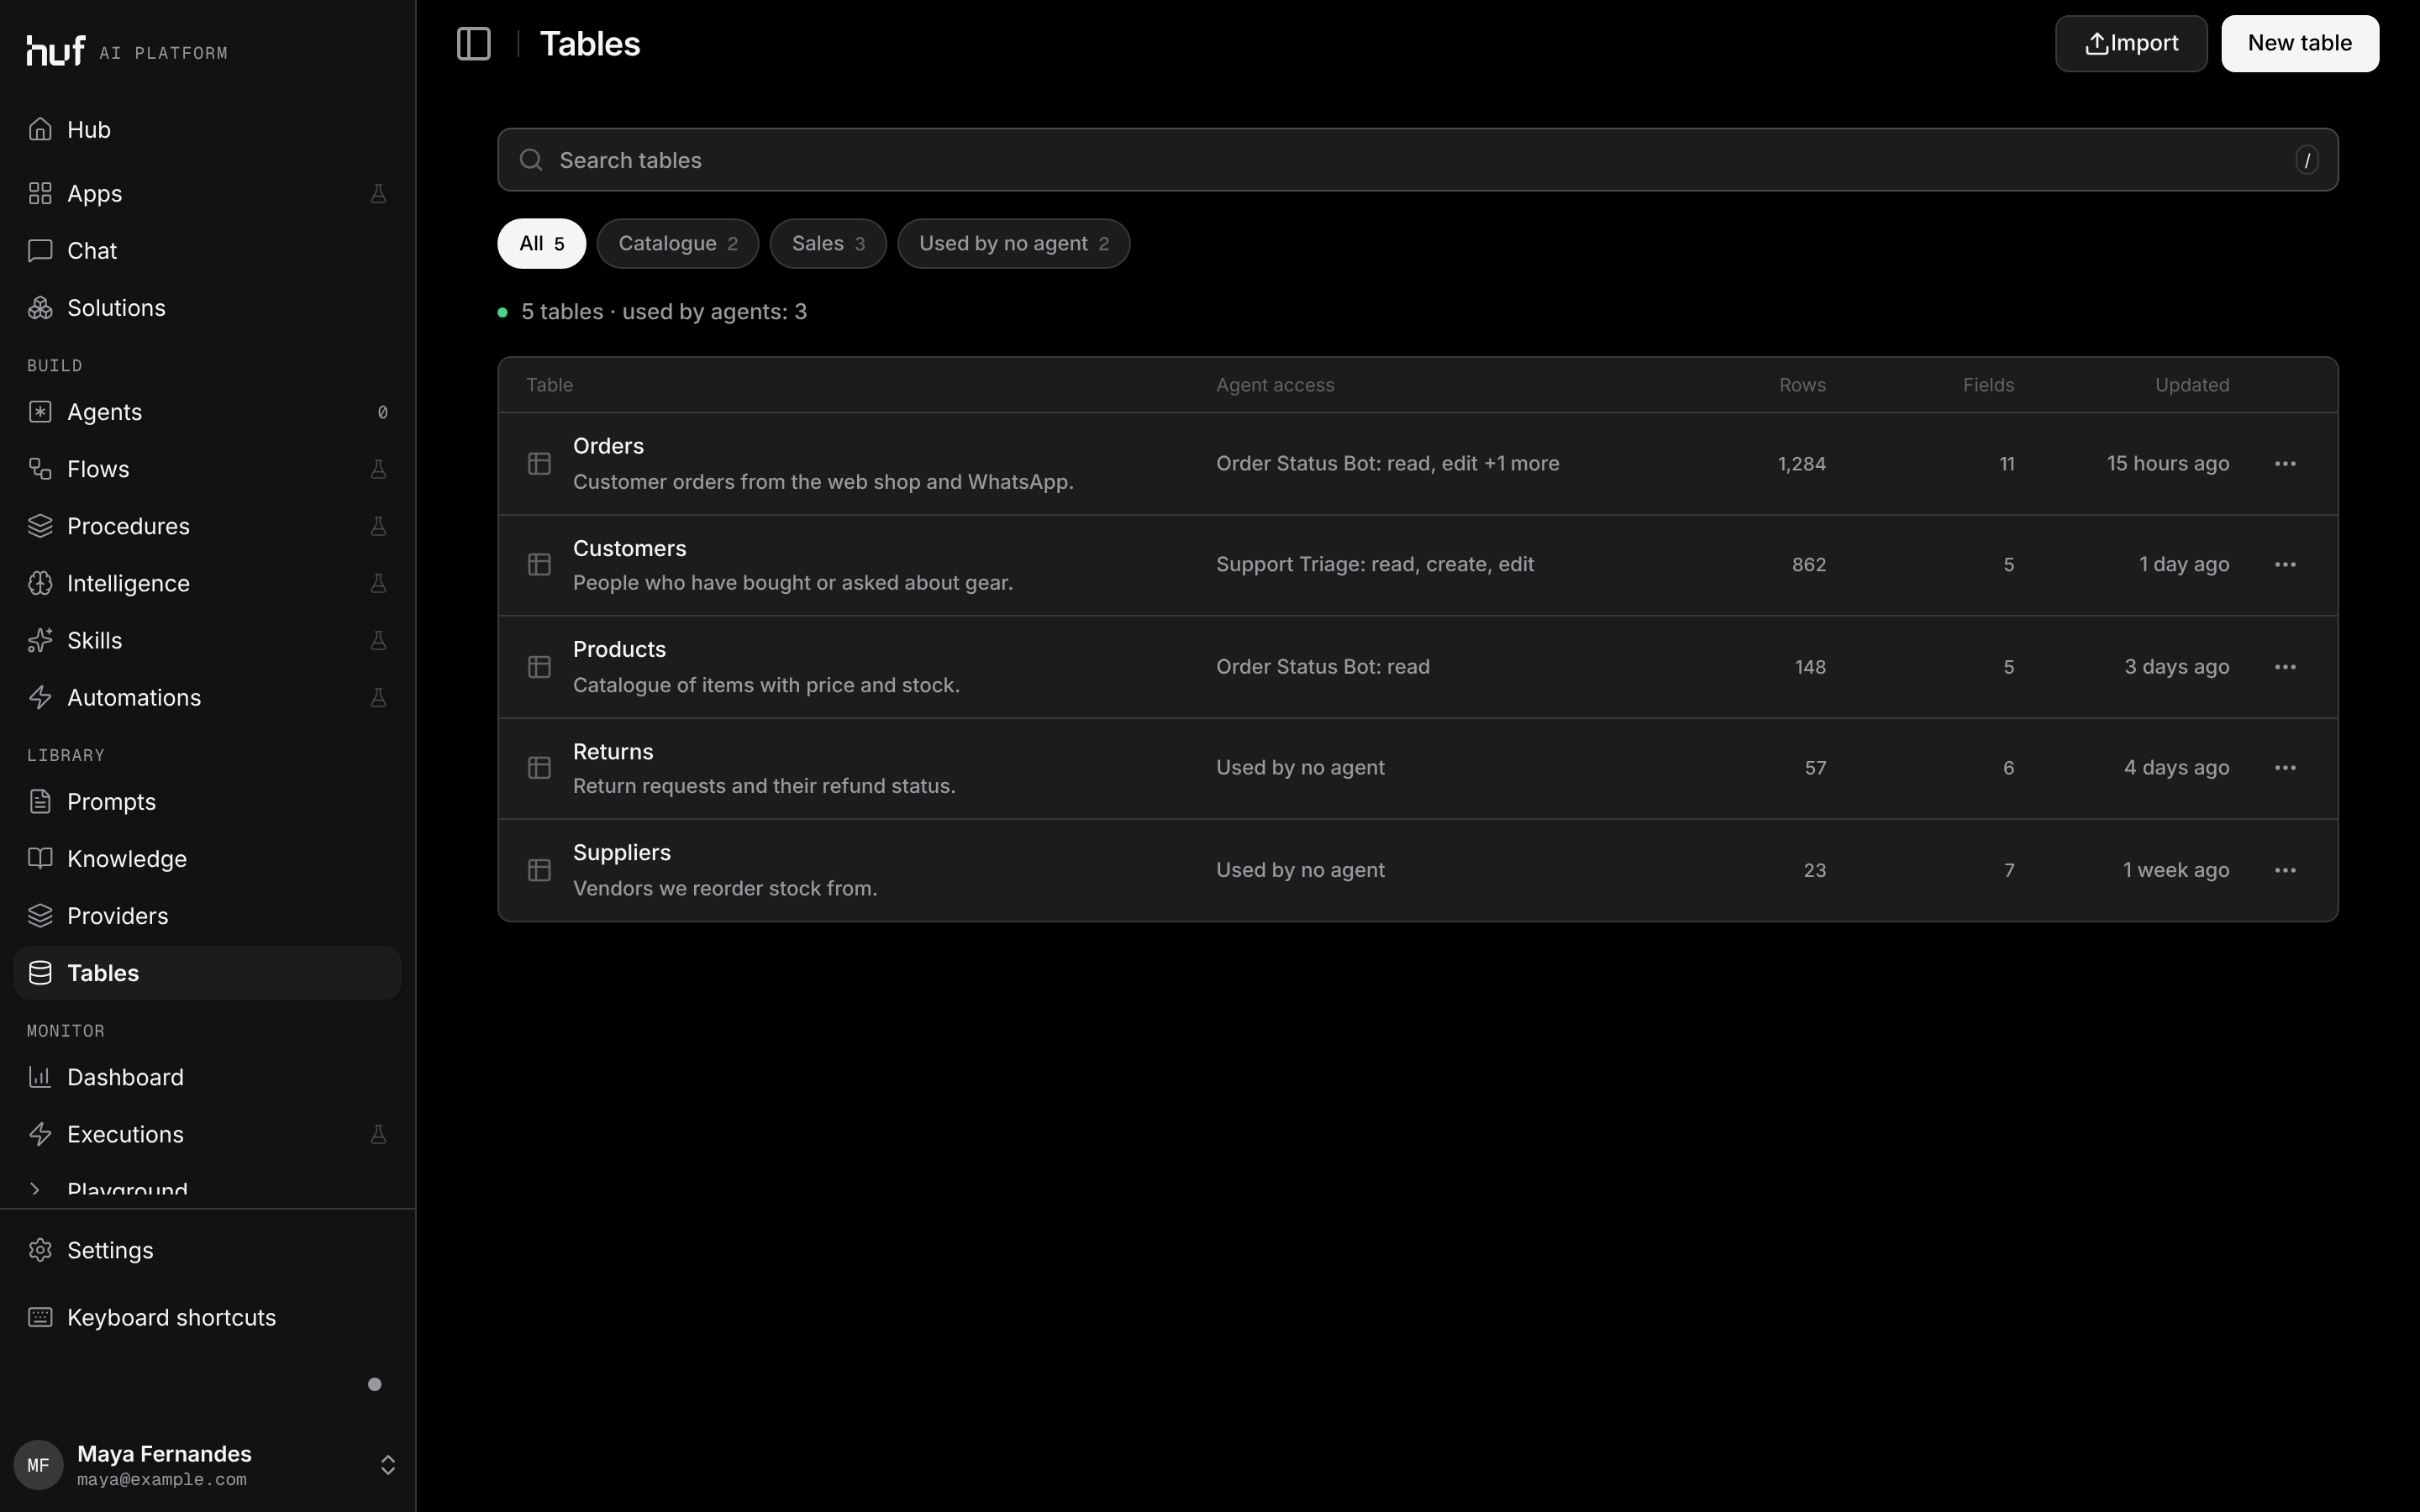 huf AI PLATFORM
Hub
Apps
Chat
Solutions
BUILD
Agents 0
Flows
Procedures
Intelligence
Skills
Automations
LIBRARY
Prompts
Knowledge
Providers
Tables
MONITOR
Dashboard
Executions
Playground
Settings
Keyboard shortcuts
MF
Maya Fernandes
maya@example.com
Tables
Import
New table
Search tables /
All 5 Catalogue 2 Sales 3 Used by no agent 2
5 tables · used by agents: 3
Table Agent access Rows Fields Updated
Orders
Customer orders from the web shop and WhatsApp.
Order Status Bot: read, edit +1 more 1,284 11 15 hours ago
Customers
People who have bought or asked about gear.
Support Triage: read, create, edit 862 5 1 day ago
Products
Catalogue of items with price and stock.
Order Status Bot: read 148 5 3 days ago
Returns
Return requests and their refund status.
Used by no agent 57 6 4 days ago
Suppliers
Vendors we reorder stock from.
Used by no agent 23 7 1 week ago